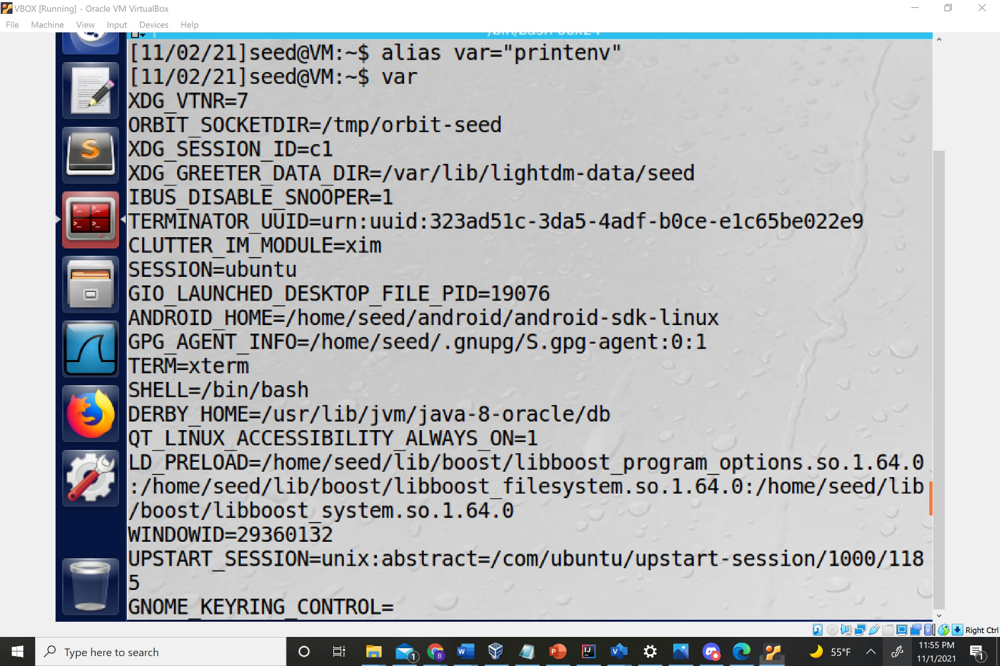 VBOX [Running] - Oracle VM VirtualBox
File Machine View Input Devices Help
[11/02/21]seed@VM:~$ alias var="printenv"
[11/02/21]seed@VM:~$ var
XDG_VTNR=7
ORBIT_SOCKETDIR=/tmp/orbit-seed
XDG_SESSION_ID=c1
XDG_GREETER_DATA_DIR=/var/lib/lightdm-data/seed
IBUS_DISABLE_SNOOPER=1
TERMINATOR_UUID=urn:uuid:323ad51c-3da5-4adf-b0ce-e1c65be022e9
CLUTTER_IM_MODULE=xim
SESSION=ubuntu
GIO_LAUNCHED_DESKTOP_FILE_PID=19076
ANDROID_HOME=/home/seed/android/android-sdk-linux
GPG_AGENT_INFO=/home/seed/.gnupg/S.gpg-agent:0:1
TERM=xterm
SHELL=/bin/bash
DERBY_HOME=/usr/lib/jvm/java-8-oracle/db
QT_LINUX_ACCESSIBILITY_ALWAYS_ON=1
LD_PRELOAD=/home/seed/lib/boost/libboost_program_options.so.1.64.0
:/home/seed/lib/boost/libboost_filesystem.so.1.64.0:/home/seed/lib
/boost/libboost_system.so.1.64.0
WINDOWID=29360132
UPSTART_SESSION=unix:abstract=/com/ubuntu/upstart-session/1000/118
5
GNOME_KEYRING_CONTROL=
Right Ctrl
Type here to search
55°F
11:55 PM
11/1/2021